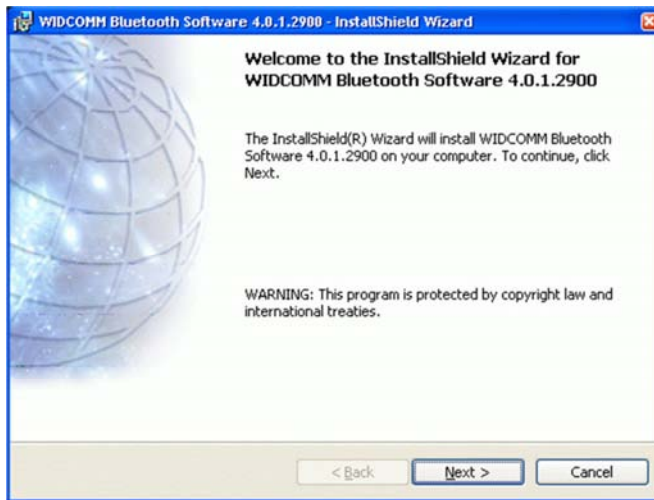 WIDCOMM Bluetooth Software 4.0.1.2900 - InstallShield Wizard
Welcome to the InstallShield Wizard for
WIDCOMM Bluetooth Software 4.0.1.2900
The InstallShield(R) Wizard will install WIDCOMM Bluetooth
Software 4.0.1.2900 on your computer. To continue, click
Next.
WARNING: This program is protected by copyright law and
international treaties.
< Back
Next >
Cancel